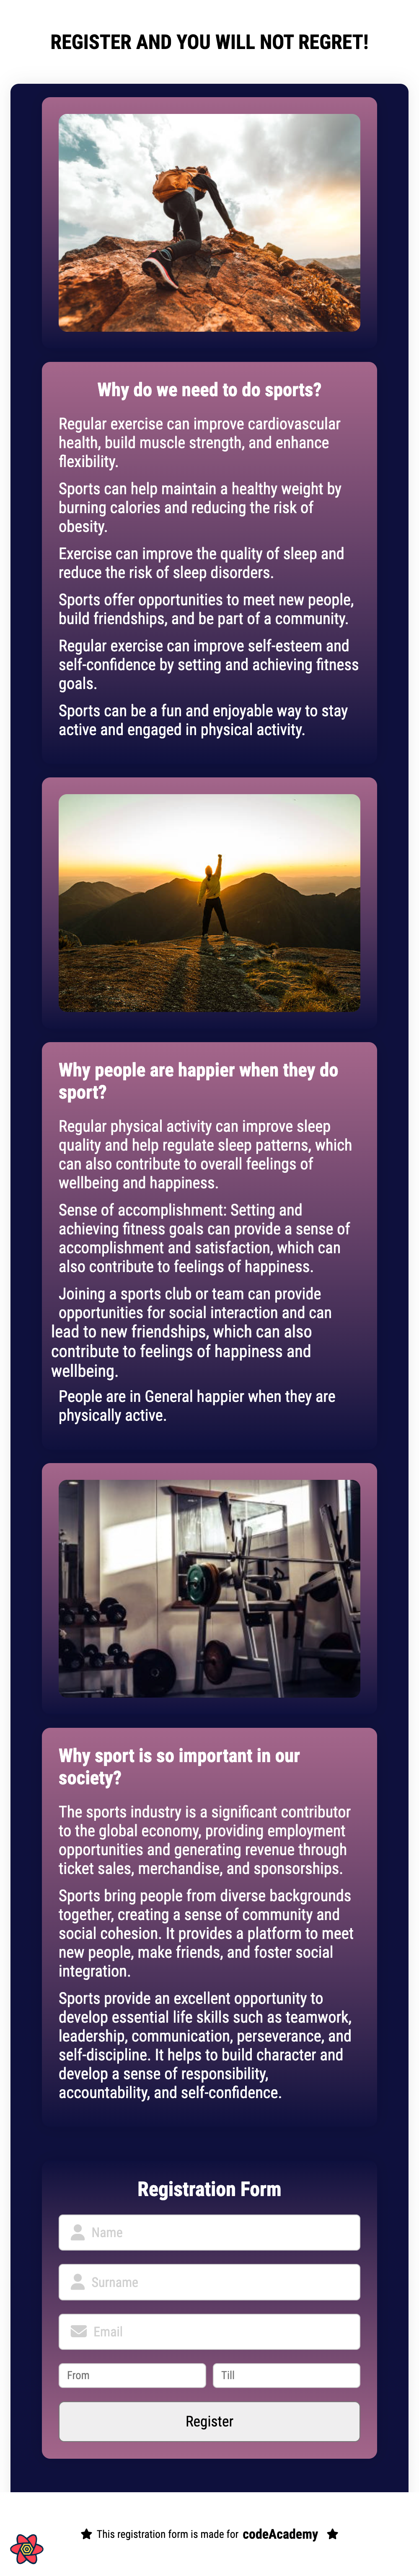 REGISTER AND YOU WILL NOT REGRET!
Why do we need to do sports?
Regular exercise can improve cardiovascular
health, build muscle strength, and enhance
flexibility.
Sports can help maintain a healthy weight by
burning calories and reducing the risk of
obesity.
Exercise can improve the quality of sleep and
reduce the risk of sleep disorders.
Sports offer opportunities to meet new people,
build friendships, and be part of a community.
Regular exercise can improve self-esteem and
self-confidence by setting and achieving fitness
goals.
Sports can be a fun and enjoyable way to stay
active and engaged in physical activity.
Why people are happier when they do
sport?
Regular physical activity can improve sleep
quality and help regulate sleep patterns, which
can also contribute to overall feelings of
wellbeing and happiness.
Sense of accomplishment: Setting and
achieving fitness goals can provide a sense of
accomplishment and satisfaction, which can
also contribute to feelings of happiness.
Joining a sports club or team can provide
opportunities for social interaction and can
lead to new friendships, which can also
contribute to feelings of happiness and
wellbeing.
People are in General happier when they are
physically active.
Why sport is so important in our
society?
The sports industry is a significant contributor
to the global economy, providing employment
opportunities and generating revenue through
ticket sales, merchandise, and sponsorships.
Sports bring people from diverse backgrounds
together, creating a sense of community and
social cohesion. It provides a platform to meet
new people, make friends, and foster social
integration.
Sports provide an excellent opportunity to
develop essential life skills such as teamwork,
leadership, communication, perseverance, and
self-discipline. It helps to build character and
develop a sense of responsibility,
accountability, and self-confidence.
Registration Form
Name
Surname
Email
From Till
Register
This registration form is made for codeAcademy